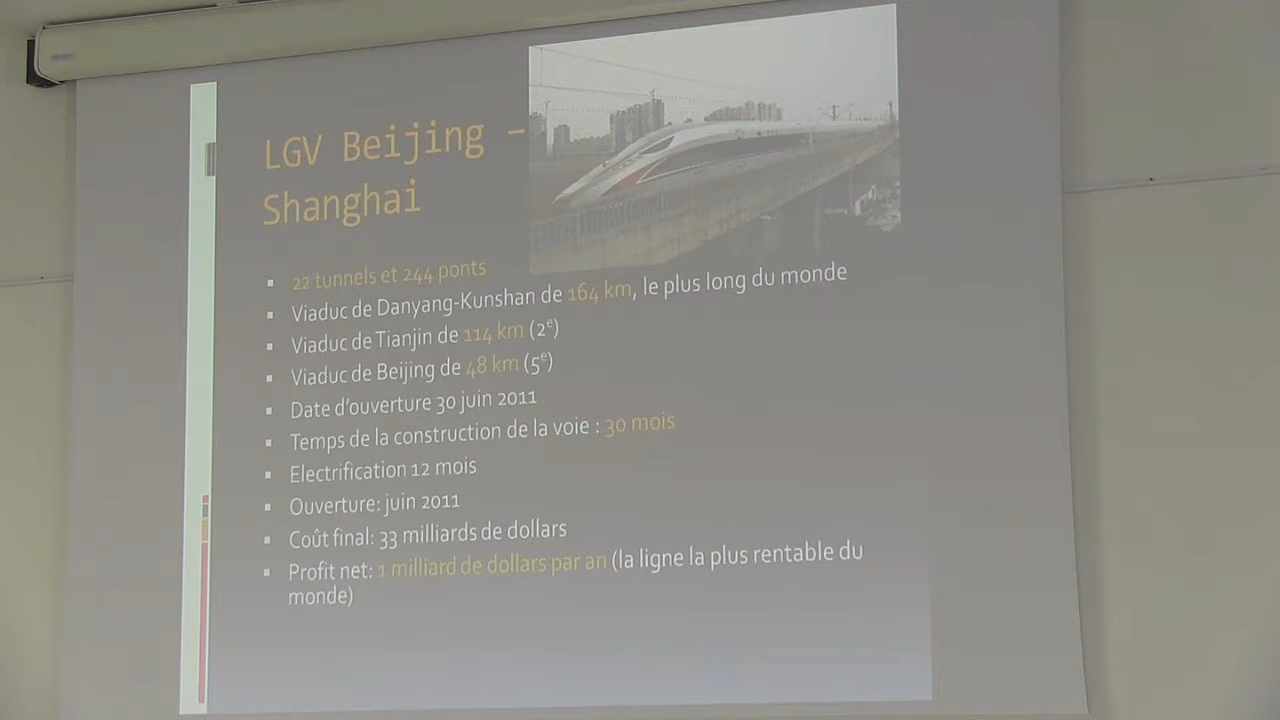 LGV Beijing –
Shanghai
22 tunnels et 244 ponts
Viaduc de Danyang-Kunshan de 164 km, le plus long du monde
Viaduc de Tianjin de 114 km (2e)
Viaduc de Beijing de 48 km (5e)
Date d'ouverture 30 juin 2011
Temps de la construction de la voie : 30 mois
Electrification 12 mois
Ouverture: juin 2011
Coût final: 33 milliards de dollars
Profit net: 1 milliard de dollars par an (la ligne la plus rentable du
monde)